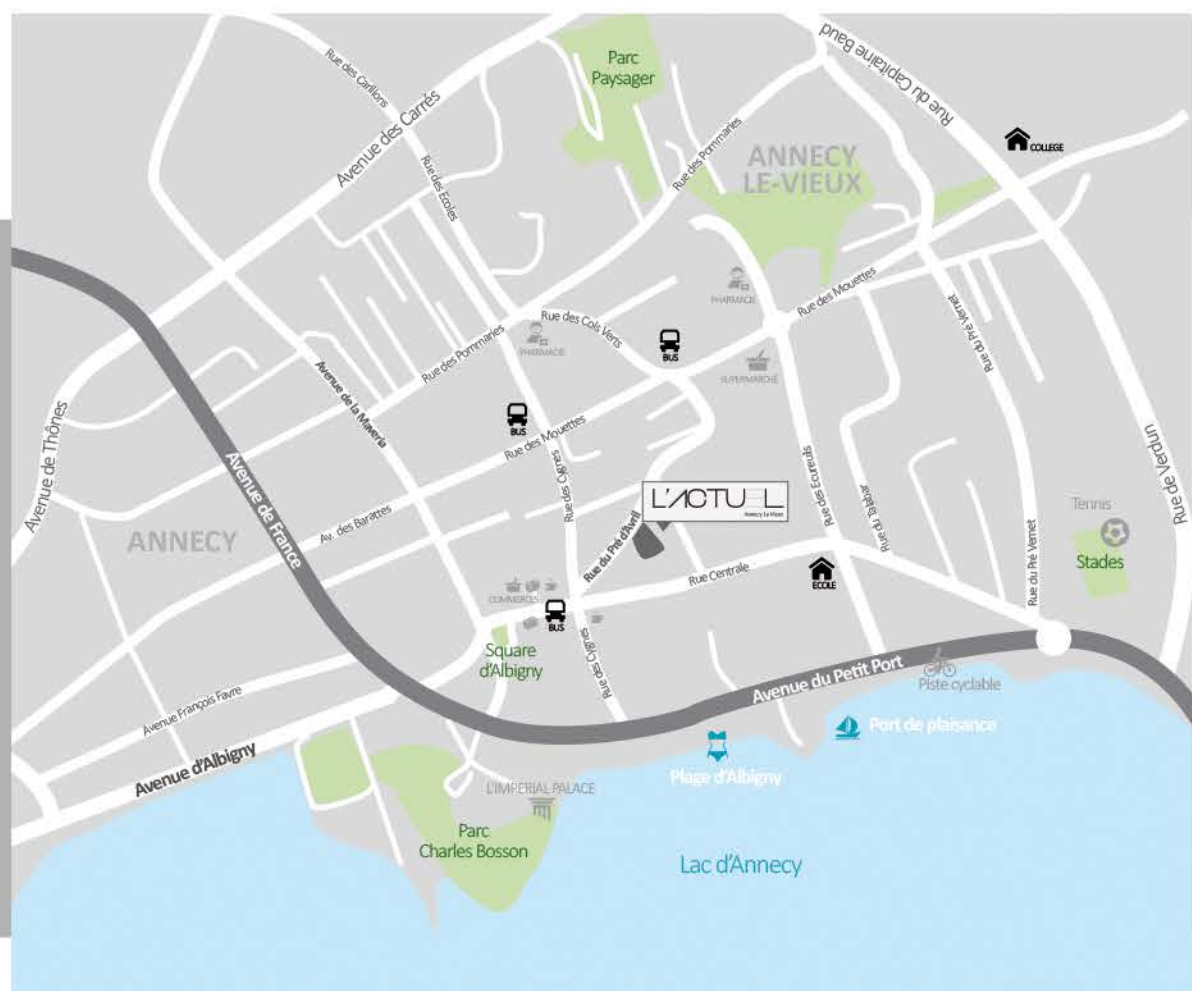 Rue des Carillons
Parc
Paysager
Rue du Capitaine Baud
Avenue des Carrés
COLLEGE
Rue des Pommaries
ANNECY
LE-VIEUX
Rue des Ecoles
PHARMACIE
Rue des Mouettes
Rue des Cols Verts
Rue du Pré Vernet
PHARMACIE
BUS
Rue des Pommaries
SUPERMARCHÉ
Avenue de la Maveria
BUS
Rue des Mouettes
Avenue de Thônes
Avenue de France
Rue des Cygnes
Rue des Ecureuils
Rue de Verdun
L'ACTUEL
Annecy Le Vieux
Av. des Barattes
ANNECY
Rue du Pré d'Avril
Rue du Talabar
Tennis
Stades
Rue Centrale
ECOLE
Rue du Pré Vernet
COMMERCES
BUS
Square
d'Albigny
Rue des Cygnes
Avenue du Petit Port
Piste cyclable
Avenue François Favre
Port de plaisance
Avenue d'Albigny
Plage d'Albigny
L'IMPERIAL PALACE
Parc
Charles Bosson
Lac d'Annecy